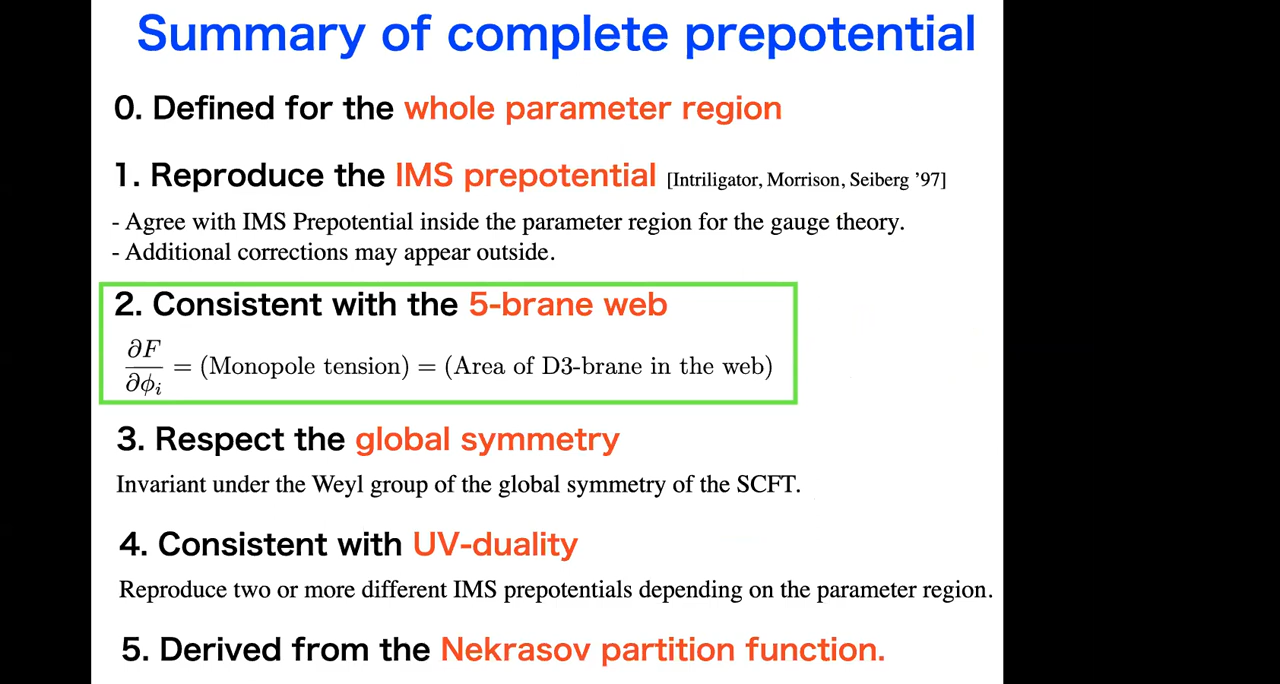 Summary of complete prepotential
0. Defined for the whole parameter region
1. Reproduce the IMS prepotential [Intriligator, Morrison, Seiberg ’97]
- Agree with IMS Prepotential inside the parameter region for the gauge theory.
- Additional corrections may appear outside.
2. Consistent with the 5-brane web
∂F/∂ϕᵢ = (Monopole tension) = (Area of D3-brane in the web)
3. Respect the global symmetry
Invariant under the Weyl group of the global symmetry of the SCFT.
4. Consistent with UV-duality
Reproduce two or more different IMS prepotentials depending on the parameter region.
5. Derived from the Nekrasov partition function.